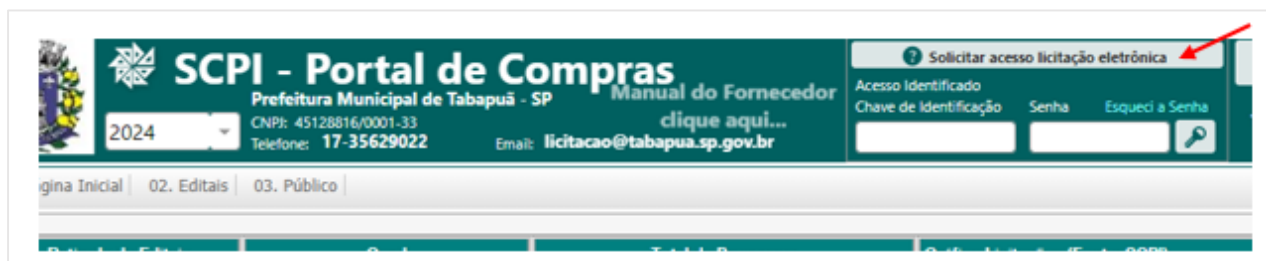 SCPI - Portal de Compras
Prefeitura Municipal de Tabapuã - SP
Manual do Fornecedor
clique aqui...
2024
CNPJ: 45128816/0001-33
Telefone: 17-35629022
Email: licitacao@tabapua.sp.gov.br
? Solicitar acesso licitação eletrônica
Acesso Identificado
Chave de Identificação Senha Esqueci a Senha
gina Inicial 02. Editais 03. Público